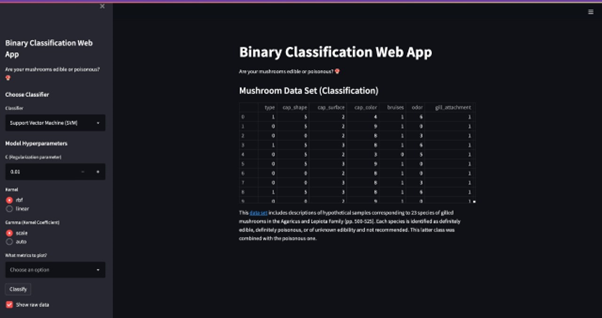 Binary Classification Web
App
Are your mushrooms edible or poisonous?
Choose Classifier
Classifier
Support Vector Machine (SVM)
Model Hyperparameters
C (Regularization parameter)
0.01
Kernel
rbf
linear
Gamma (Kernel Coefficient)
scale
auto
What metrics to plot?
Choose an option
Classify
Show raw data
Binary Classification Web App
Are your mushrooms edible or poisonous?
Mushroom Data Set (Classification)
type cap_shape cap_surface cap_color bruises odor gill_attachment
0 1 5 2 4 1 6 1
1 0 5 2 9 1 0 1
2 0 0 2 8 1 3 1
3 1 5 3 8 1 6 1
4 0 5 2 3 0 5 1
5 0 5 3 9 1 0 1
6 0 0 2 8 1 0 1
7 0 0 3 8 1 3 1
8 1 5 3 8 1 6 1
9 0 0 2 9 1 0 1
This data set includes descriptions of hypothetical samples corresponding to 23 species of gilled
mushrooms in the Agaricus and Lepiota Family (pp. 500-525). Each species is identified as definitely
edible, definitely poisonous, or of unknown edibility and not recommended. This latter class was
combined with the poisonous one.